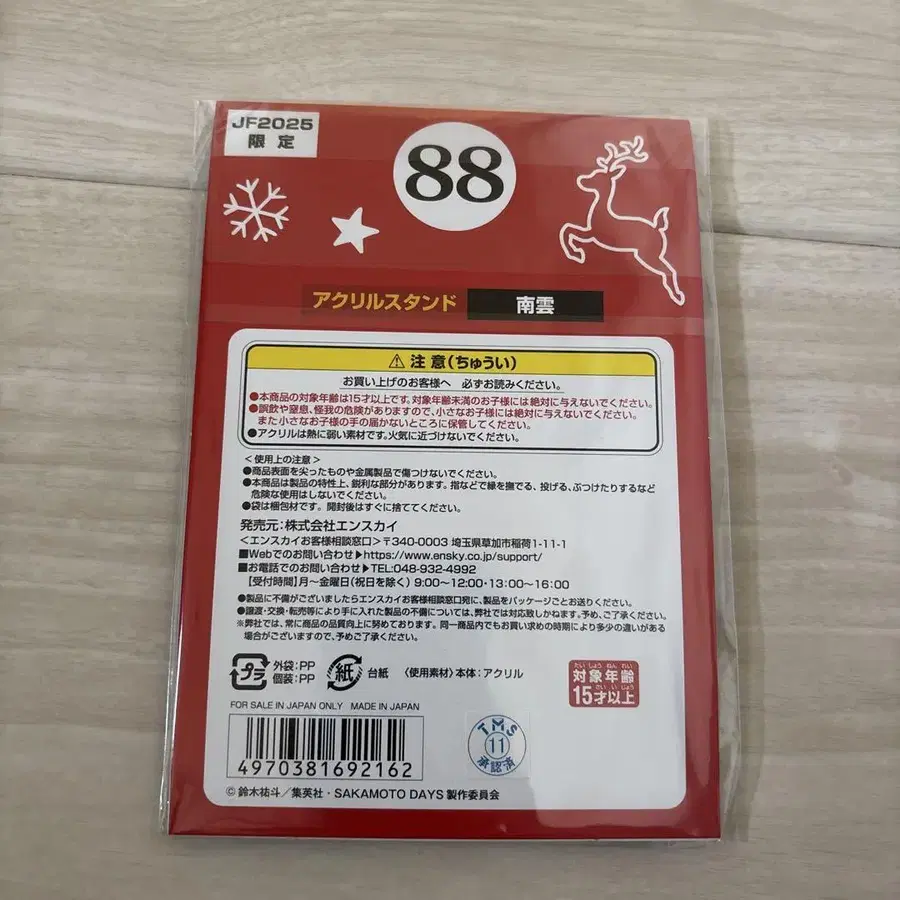 JF2025
限定
88
アクリルスタンド 南雲
⚠注意(ちゅうい)
お買い上げのお客様へ 必ずお読みください。
●本商品の対象年齢は15才以上です。対象年齢未満のお子様には絶対に与えないでください。
●誤飲や窒息、怪我の危険がありますので、小さなお子様には絶対に与えないでください。
また小さなお子様の手の届かないところに保管してください。
●アクリルは熱に弱い素材です。火気に近づけないでください。
<使用上の注意>
●商品表面を尖ったものや金属製品で傷つけないでください。
●本商品は製品の特性上、鋭利な部分があります。指などで縁を撫でる、投げる、ぶつけたりするなど
危険な使用はしないでください。
●袋は梱包材です。開封後はすぐに捨ててください。
発売元:株式会社エンスカイ
<エンスカイお客様相談窓口>〒340-0003 埼玉県草加市稲荷1-11-1
■Webでのお問い合わせ▶https://www.ensky.co.jp/support/
■お電話でのお問い合わせ▶TEL:048-932-4992
【受付時間】月〜金曜日(祝日を除く) 9:00〜12:00・13:00〜16:00
●製品に不備がございましたらエンスカイお客様相談窓口宛に、製品をパッケージごとお送りください。
●譲渡・交換・転売等により手に入れた製品の不備については、弊社では対応致しかねます。予め、ご了承ください。
※弊社では、常に商品の品質向上に努めております。同一商品内でもお買い求めの時期により多少の違いがある
場合がございますので、予めご了承ください。
プラ 外袋:PP
個装:PP
紙 台紙 〈使用素材〉本体:アクリル
たいしょうねんれい
対象年齢
さいいじょう
15才以上
FOR SALE IN JAPAN ONLY MADE IN JAPAN
4970381692162
TMS
11
承認済
©鈴木祐斗/集英社・SAKAMOTO DAYS 製作委員会